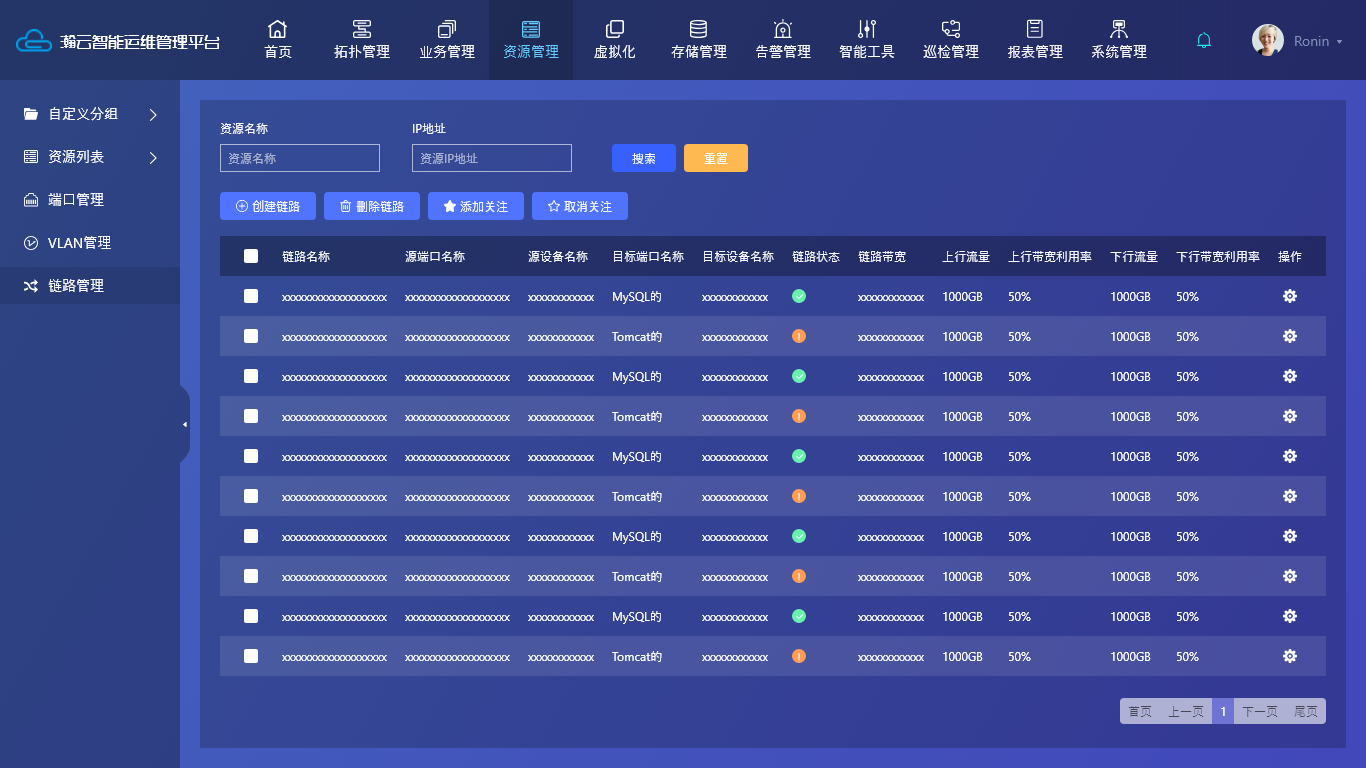 瀚云智能运维管理平台
首页 拓扑管理 业务管理 资源管理 虚拟化 存储管理 告警管理 智能工具 巡检管理 报表管理 系统管理 Ronin
自定义分组
资源列表
端口管理
VLAN管理
链路管理
资源名称 IP地址
资源名称 资源IP地址 搜索 重置
创建链路 删除链路 添加关注 取消关注
链路名称 源端口名称 源设备名称 目标端口名称 目标设备名称 链路状态 链路带宽 上行流量 上行带宽利用率 下行流量 下行带宽利用率 操作
xxxxxxxxxxxxxxxxxxx xxxxxxxxxxxxxxxxxxx xxxxxxxxxxxx MySQL的 xxxxxxxxxxxx xxxxxxxxxxxx 1000GB 50% 1000GB 50%
xxxxxxxxxxxxxxxxxxx xxxxxxxxxxxxxxxxxxx xxxxxxxxxxxx Tomcat的 xxxxxxxxxxxx xxxxxxxxxxxx 1000GB 50% 1000GB 50%
xxxxxxxxxxxxxxxxxxx xxxxxxxxxxxxxxxxxxx xxxxxxxxxxxx MySQL的 xxxxxxxxxxxx xxxxxxxxxxxx 1000GB 50% 1000GB 50%
xxxxxxxxxxxxxxxxxxx xxxxxxxxxxxxxxxxxxx xxxxxxxxxxxx Tomcat的 xxxxxxxxxxxx xxxxxxxxxxxx 1000GB 50% 1000GB 50%
xxxxxxxxxxxxxxxxxxx xxxxxxxxxxxxxxxxxxx xxxxxxxxxxxx MySQL的 xxxxxxxxxxxx xxxxxxxxxxxx 1000GB 50% 1000GB 50%
xxxxxxxxxxxxxxxxxxx xxxxxxxxxxxxxxxxxxx xxxxxxxxxxxx Tomcat的 xxxxxxxxxxxx xxxxxxxxxxxx 1000GB 50% 1000GB 50%
xxxxxxxxxxxxxxxxxxx xxxxxxxxxxxxxxxxxxx xxxxxxxxxxxx MySQL的 xxxxxxxxxxxx xxxxxxxxxxxx 1000GB 50% 1000GB 50%
xxxxxxxxxxxxxxxxxxx xxxxxxxxxxxxxxxxxxx xxxxxxxxxxxx Tomcat的 xxxxxxxxxxxx xxxxxxxxxxxx 1000GB 50% 1000GB 50%
xxxxxxxxxxxxxxxxxxx xxxxxxxxxxxxxxxxxxx xxxxxxxxxxxx MySQL的 xxxxxxxxxxxx xxxxxxxxxxxx 1000GB 50% 1000GB 50%
xxxxxxxxxxxxxxxxxxx xxxxxxxxxxxxxxxxxxx xxxxxxxxxxxx Tomcat的 xxxxxxxxxxxx xxxxxxxxxxxx 1000GB 50% 1000GB 50%
首页 上一页 1 下一页 尾页